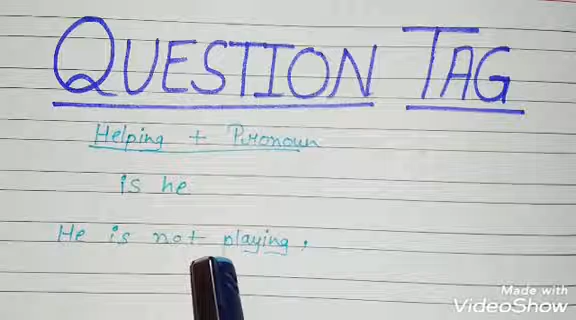 QUESTION TAG
Helping + Pronoun
is he
He is not playing,
Made with
VideoShow